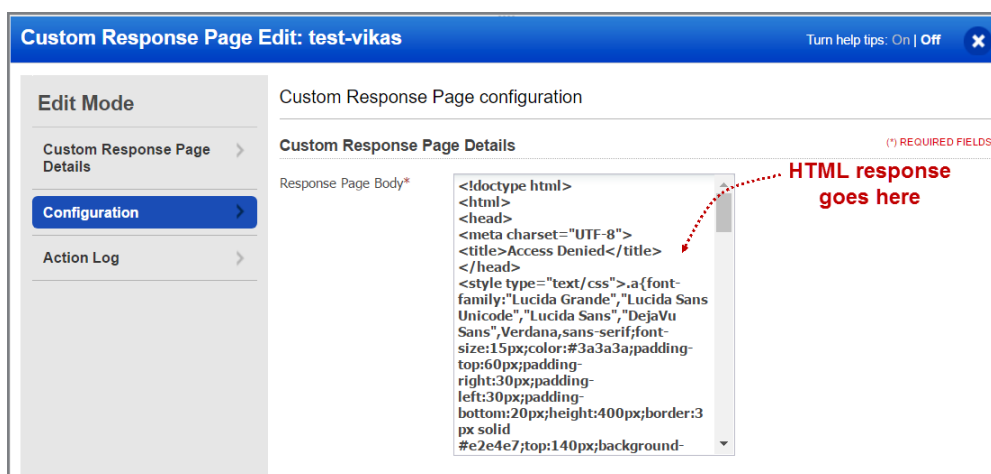 Custom Response Page Edit: test-vikas
Turn help tips: On | Off
Edit Mode
Custom Response Page
Details
Configuration
Action Log
Custom Response Page configuration
Custom Response Page Details
(*) REQUIRED FIELDS
Response Page Body*
<!doctype html>
<html>
<head>
<meta charset="UTF-8">
<title>Access Denied</title>
</head>
<style type="text/css">.a{font-
family:"Lucida Grande","Lucida Sans
Unicode","Lucida Sans","DejaVu
Sans",Verdana,sans-serif;font-
size:15px;color:#3a3a3a;padding-
top:60px;padding-
right:30px;padding-
left:30px;padding-
bottom:20px;height:400px;border:3
px solid
#e2e4e7;top:140px;background-
HTML response
goes here